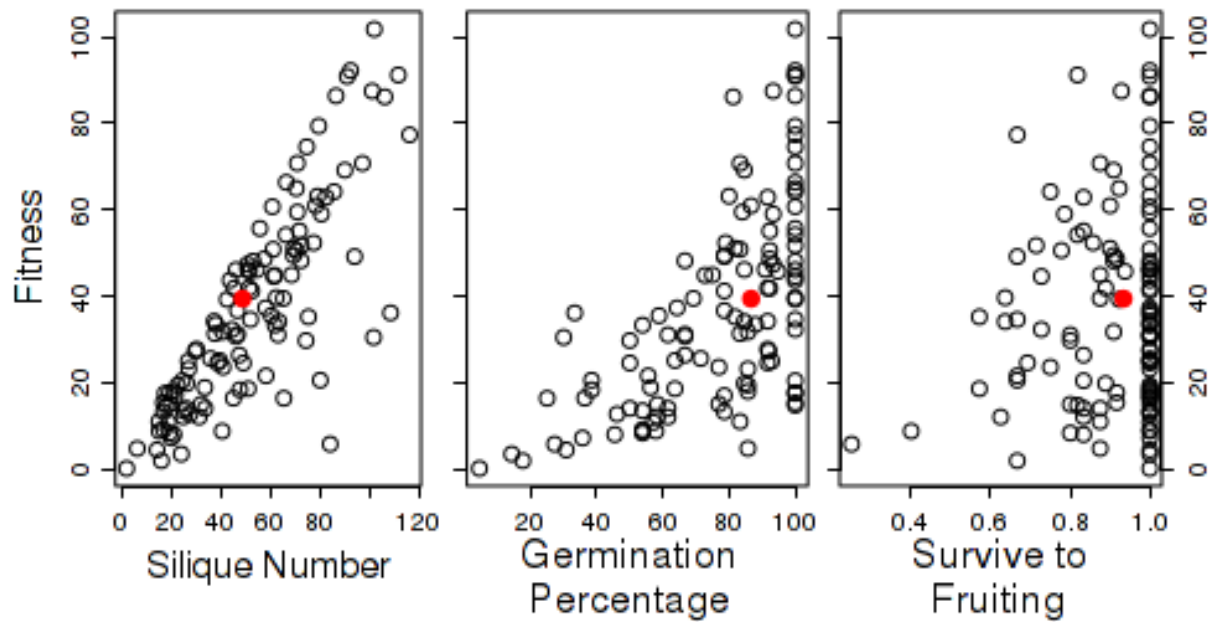 Fitness
0 20 40 60 80 100
0 20 40 60 80 120
Silique Number
20 40 60 80 100
Germination
Percentage
0.4 0.6 0.8 1.0
Survive to
Fruiting
0 20 40 60 80 100